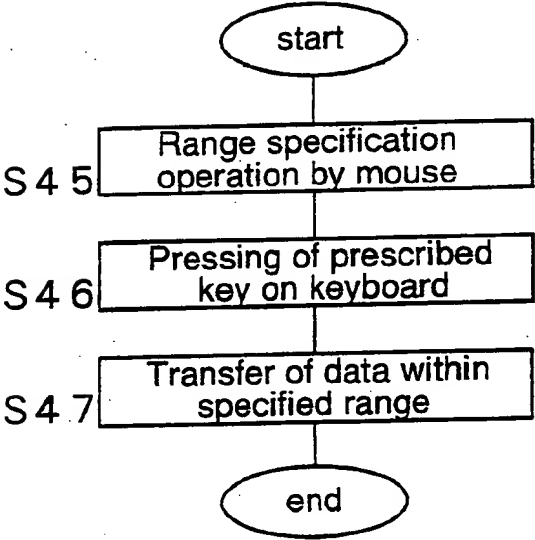 start
Range specification
S45 operation by mouse
Pressing of prescribed
S46 key on keyboard
Transfer of data within
S47 specified range
end